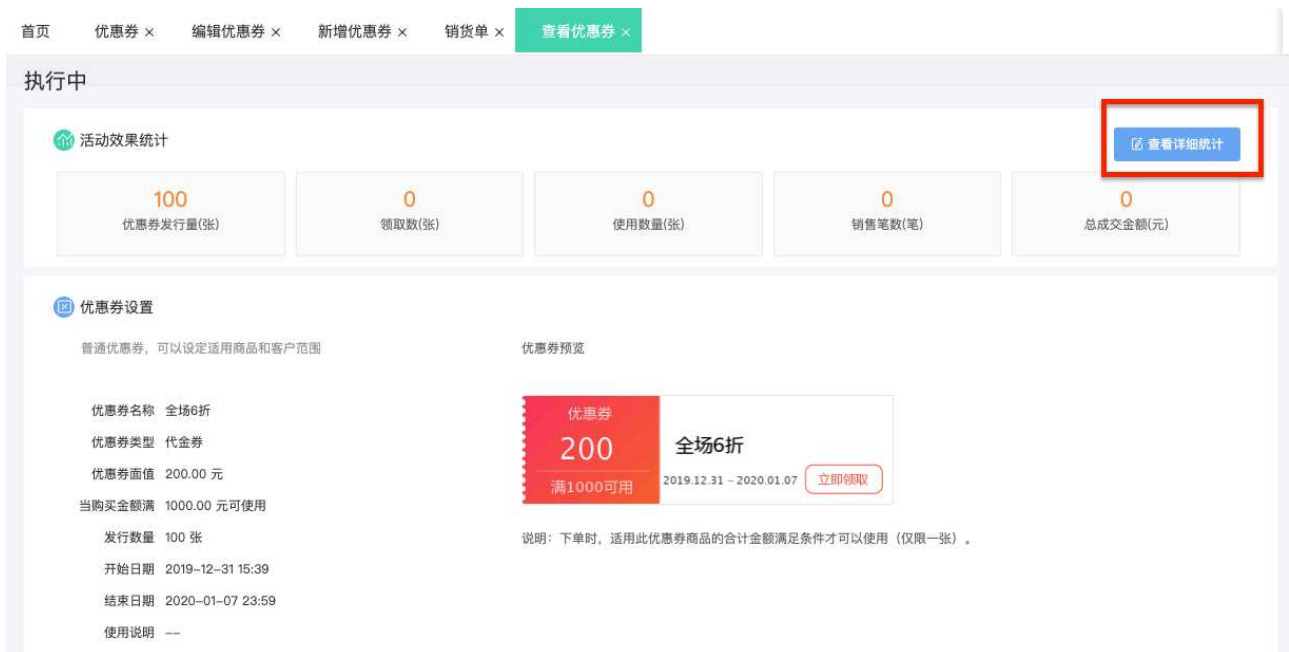 首页 优惠券 × 编辑优惠券 × 新增优惠券 × 销货单 × 查看优惠券 ×
执行中
活动效果统计 查看详细统计
100 0 0 0 0
优惠券发行量(张) 领取数(张) 使用数量(张) 销售笔数(笔) 总成交金额(元)
优惠券设置
普通优惠券，可以设定适用商品和客户范围 优惠券预览
优惠券名称 全场6折
优惠券类型 代金券
优惠券面值 200.00 元
当购买金额满 1000.00 元可使用
发行数量 100 张
开始日期 2019-12-31 15:39
结束日期 2020-01-07 23:59
使用说明 --
优惠券
200
满1000可用
全场6折
2019.12.31 - 2020.01.07 立即领取
说明：下单时，适用此优惠券商品的合计金额满足条件才可以使用（仅限一张）。